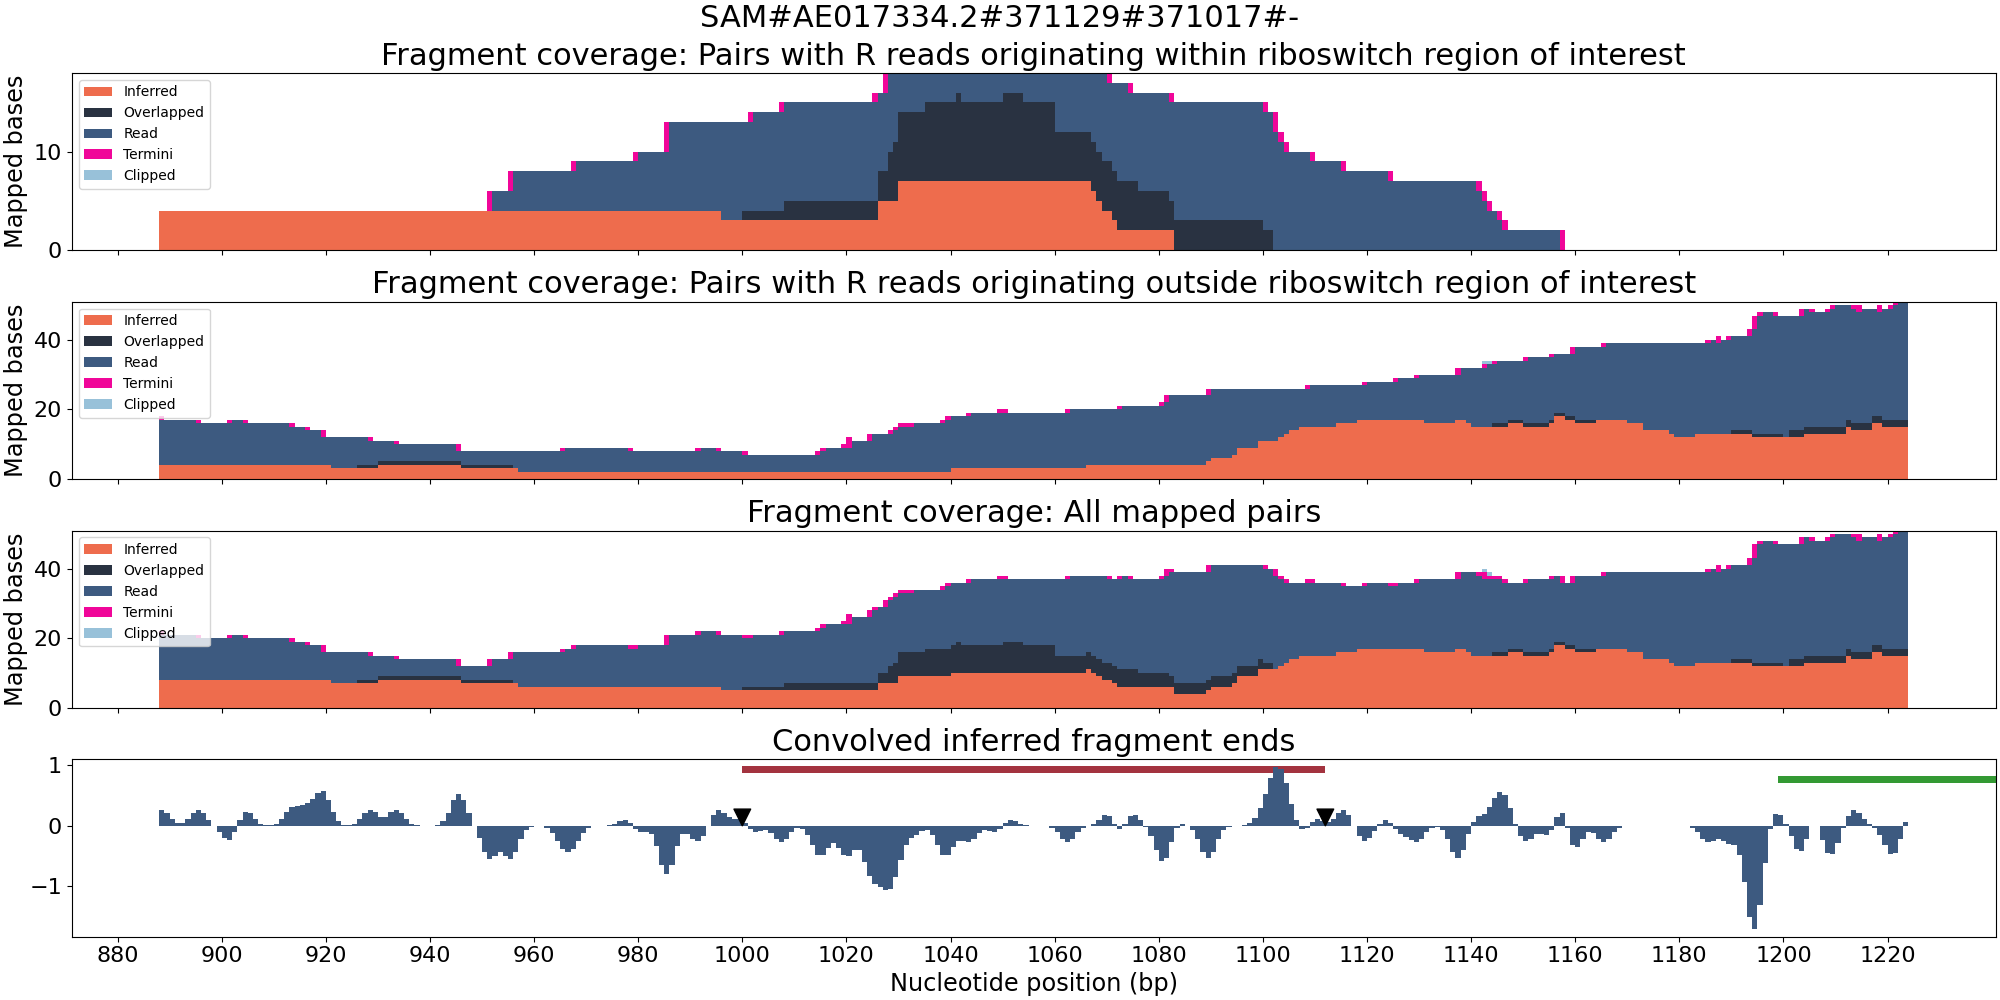 SAM#AE017334.2#371129#371017#-
Fragment coverage: Pairs with R reads originating within riboswitch region of interest
Mapped bases
10
0
Inferred
Overlapped
Read
Termini
Clipped
Fragment coverage: Pairs with R reads originating outside riboswitch region of interest
Mapped bases
40
20
0
Inferred
Overlapped
Read
Termini
Clipped
Fragment coverage: All mapped pairs
Mapped bases
40
20
0
Inferred
Overlapped
Read
Termini
Clipped
Convolved inferred fragment ends
1
0
−1
880 900 920 940 960 980 1000 1020 1040 1060 1080 1100 1120 1140 1160 1180 1200 1220
Nucleotide position (bp)